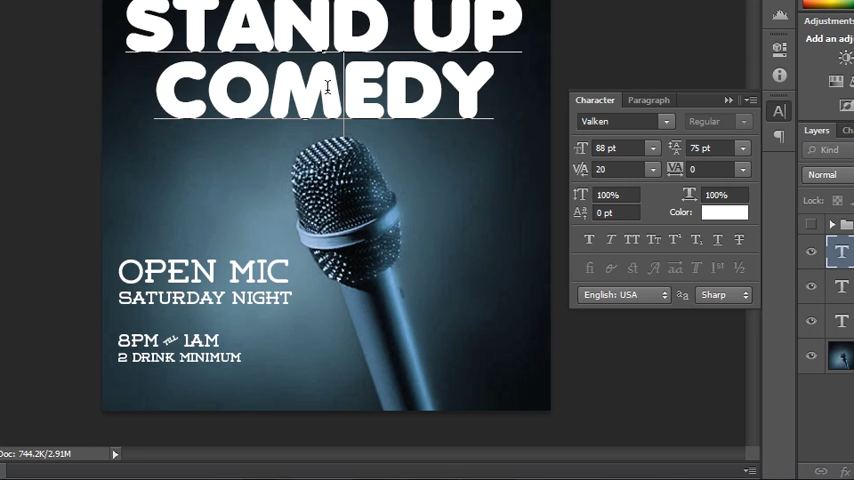 STAND UP
COMEDY
OPEN MIC
SATURDAY NIGHT
8PM TILL 1AM
2 DRINK MINIMUM
Doc: 744.2K/2.91M
Character Paragraph
Valken Regular
88 pt 75 pt
20 0
100% 100%
0 pt Color:
English: USA Sharp
Adjustments
Add an adj
Layers Ch
Kind
Normal
Lock: